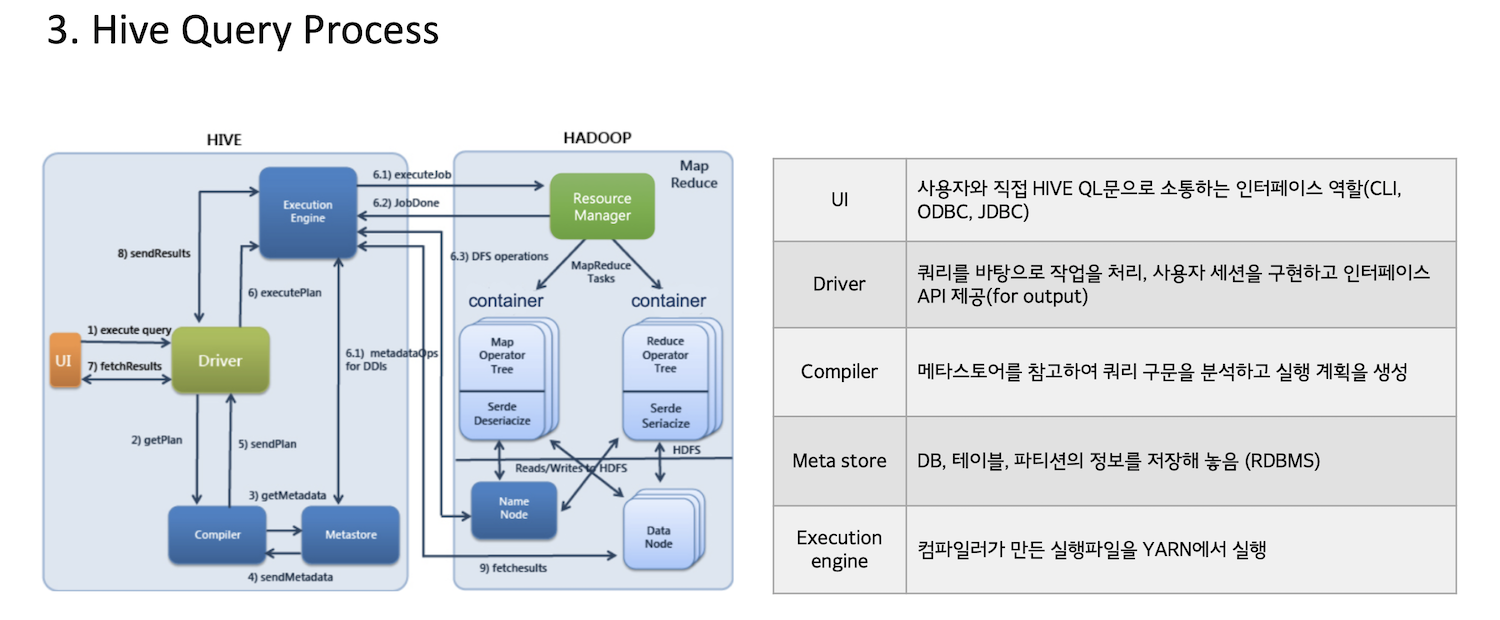 3. Hive Query Process
HIVE
HADOOP
Map
Reduce
Execution
Engine
6.1) executeJob
6.2) JobDone
Resource
Manager
8) sendResults
6.3) DFS operations
MapReduce
Tasks
6) executePlan
container
container
1) execute query
UI
7) fetchResults
Driver
6.1) metadataOps
for DDIs
Map
Operator
Tree
Serde
Deseriacize
Reduce
Operator
Tree
Serde
Seriacize
2) getPlan
5) sendPlan
HDFS
Reads/Writes to HDFS
3) getMetadata
Name
Node
Compiler
Metastore
Data
Node
4) sendMetadata
9) fetchesults
UI
사용자와 직접 HIVE QL문으로 소통하는 인터페이스 역할(CLI,
ODBC, JDBC)
Driver
쿼리를 바탕으로 작업을 처리, 사용자 세션을 구현하고 인터페이스
API 제공(for output)
Compiler
메타스토어를 참고하여 쿼리 구문을 분석하고 실행 계획을 생성
Meta store
DB, 테이블, 파티션의 정보를 저장해 놓음 (RDBMS)
Execution
engine
컴파일러가 만든 실행파일을 YARN에서 실행